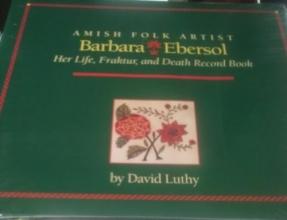 AMISH FOLK ARTIST
Barbara Ebersol
Her Life, Fraktur, and Death Record Book
by David Luthy